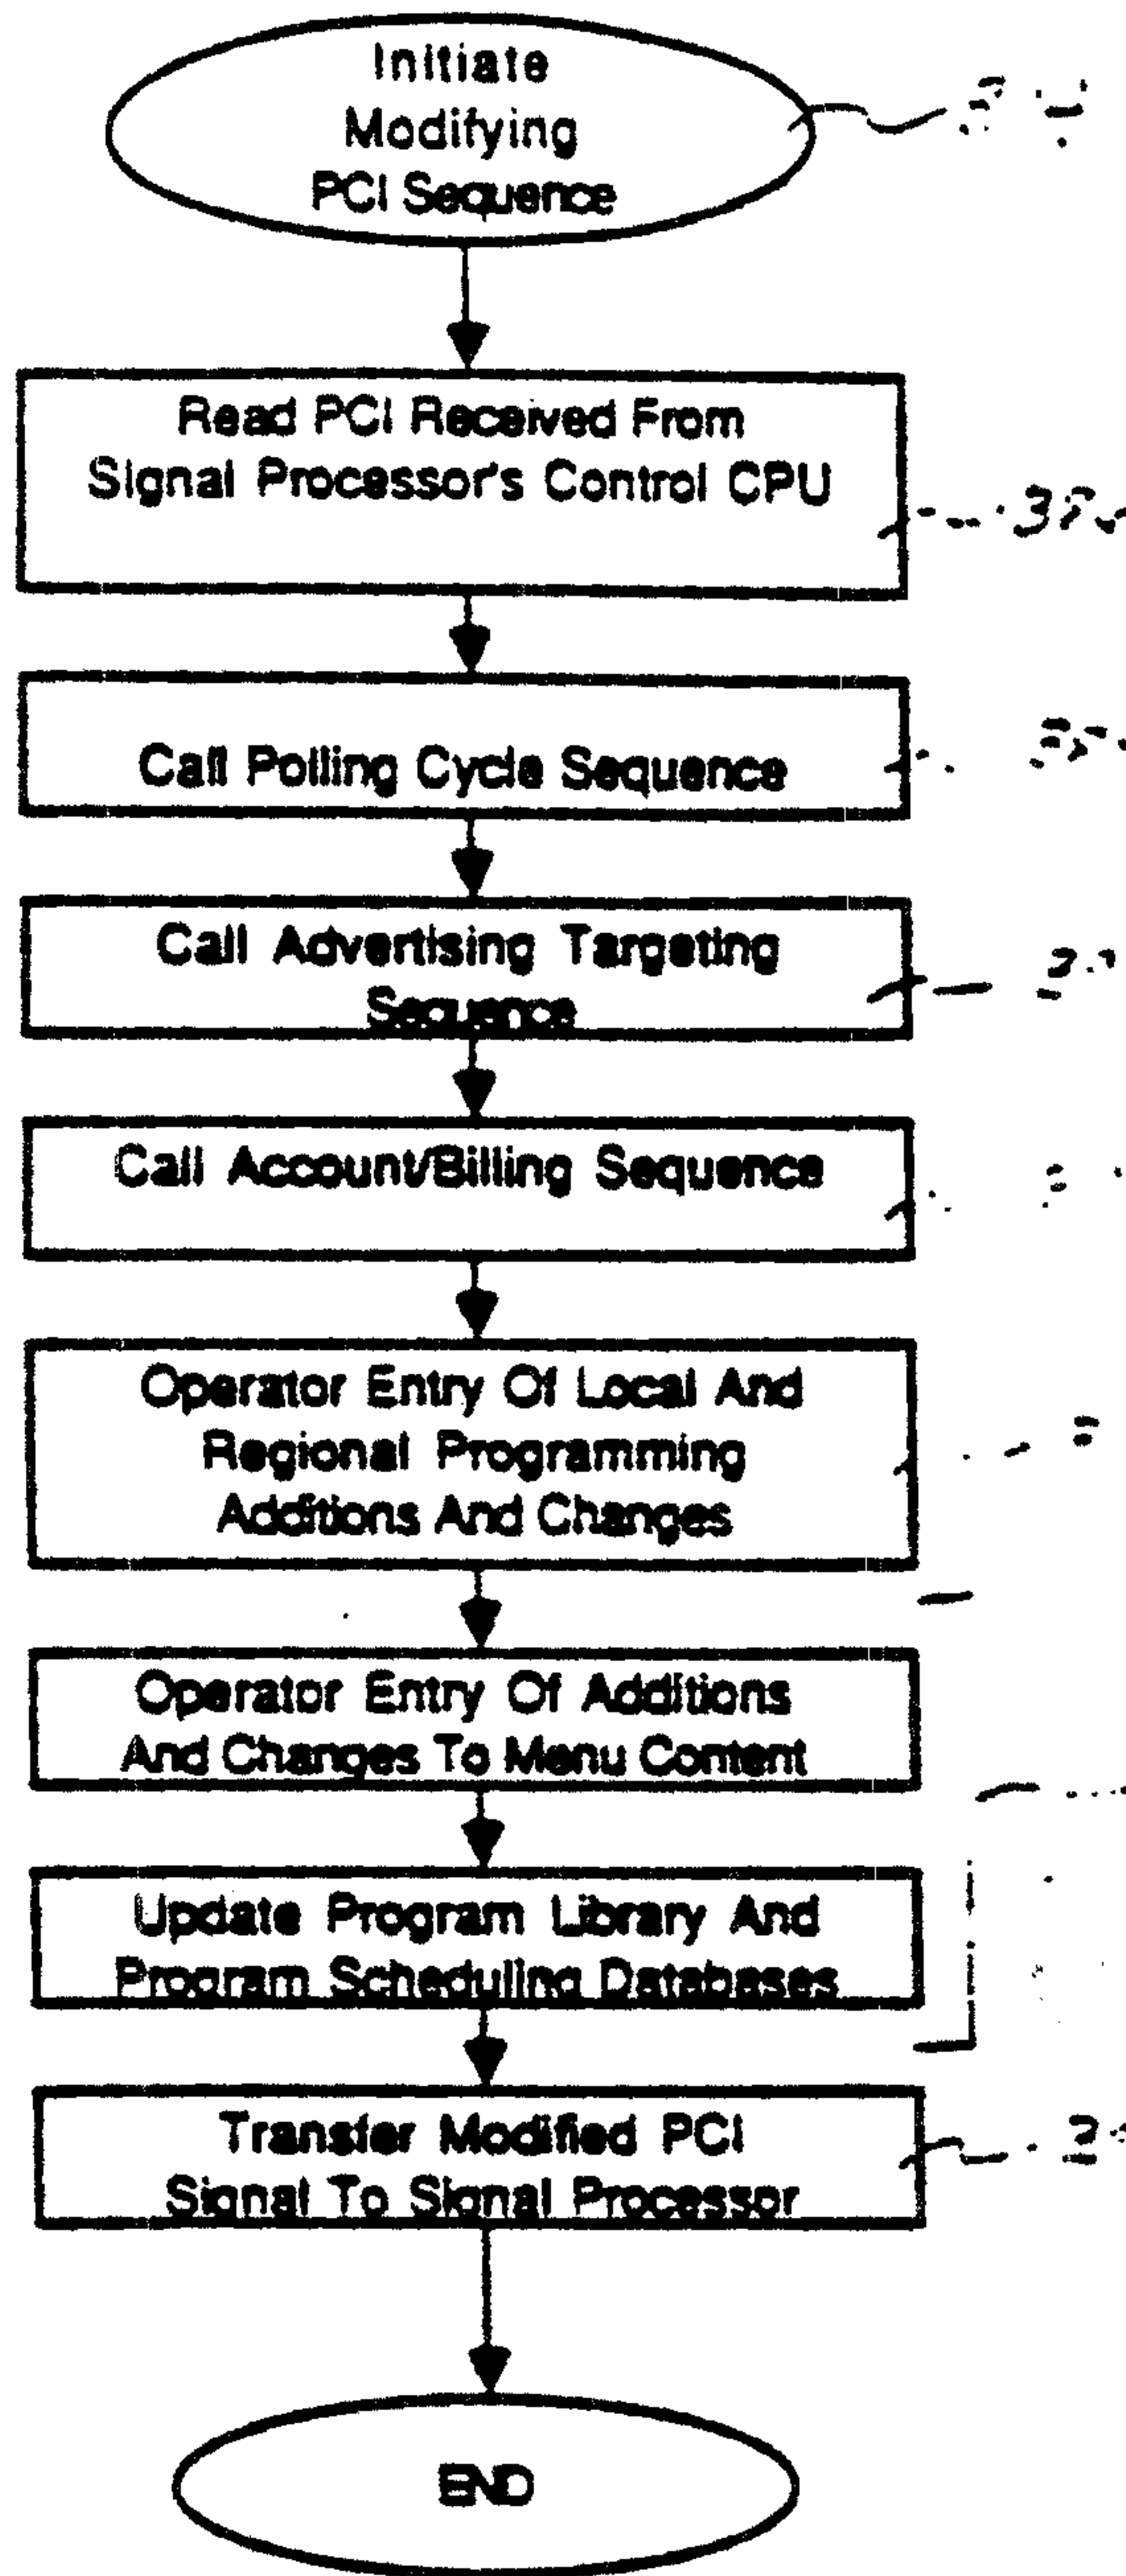 Initiate
Modifying
PCI Sequence
Read PCI Received From
Signal Processor's Control CPU
Call Polling Cycle Sequence
Call Advertising Targeting
Sequence
Call Account/Billing Sequence
Operator Entry Of Local And
Regional Programming
Additions And Changes
Operator Entry Of Additions
And Changes To Menu Content
Update Program Library And
Program Scheduling Databases
Transfer Modified PCI
Signal To Signal Processor
END